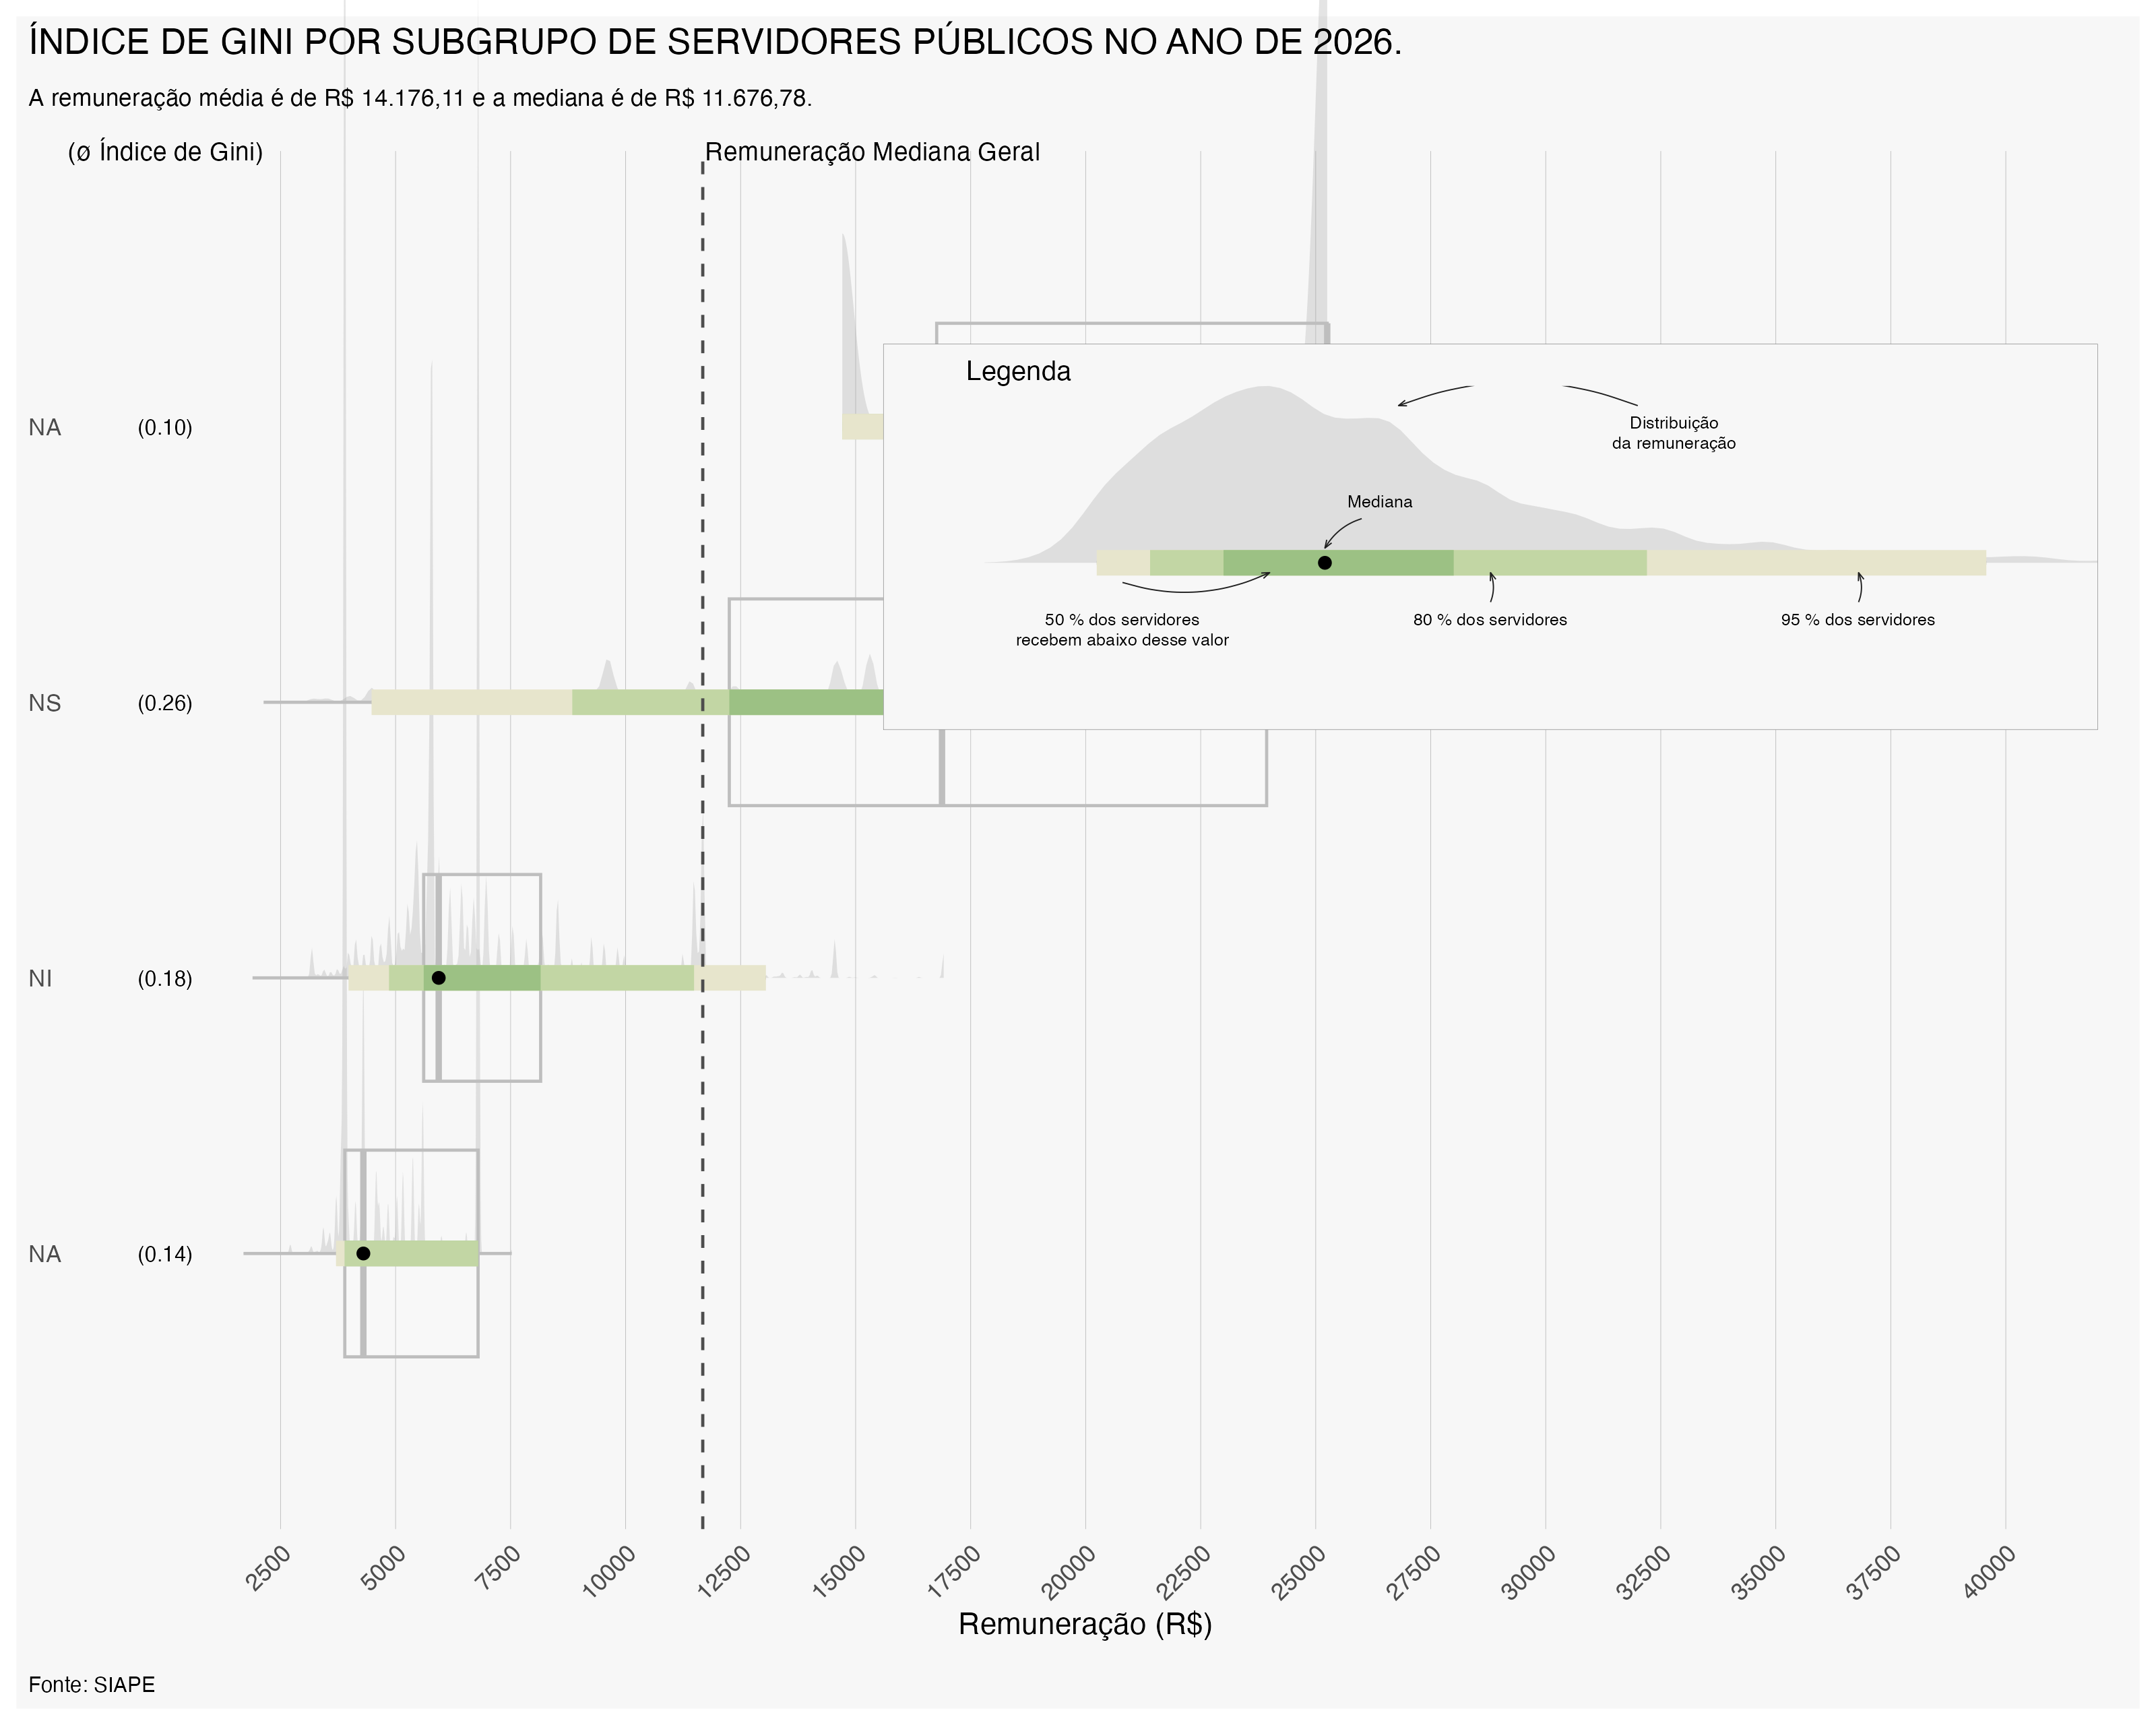 ÍNDICE DE GINI POR SUBGRUPO DE SERVIDORES PÚBLICOS NO ANO DE 2026.
A remuneração média é de R$ 14.176,11 e a mediana é de R$ 11.676,78.
(ø Índice de Gini)
Remuneração Mediana Geral
Legenda
Distribuição
da remuneração
Mediana
50 % dos servidores
recebem abaixo desse valor
80 % dos servidores
95 % dos servidores
NA (0.10)
NS (0.26)
NI (0.18)
NA (0.14)
2500 5000 7500 10000 12500 15000 17500 20000 22500 25000 27500 30000 32500 35000 37500 40000
Remuneração (R$)
Fonte: SIAPE